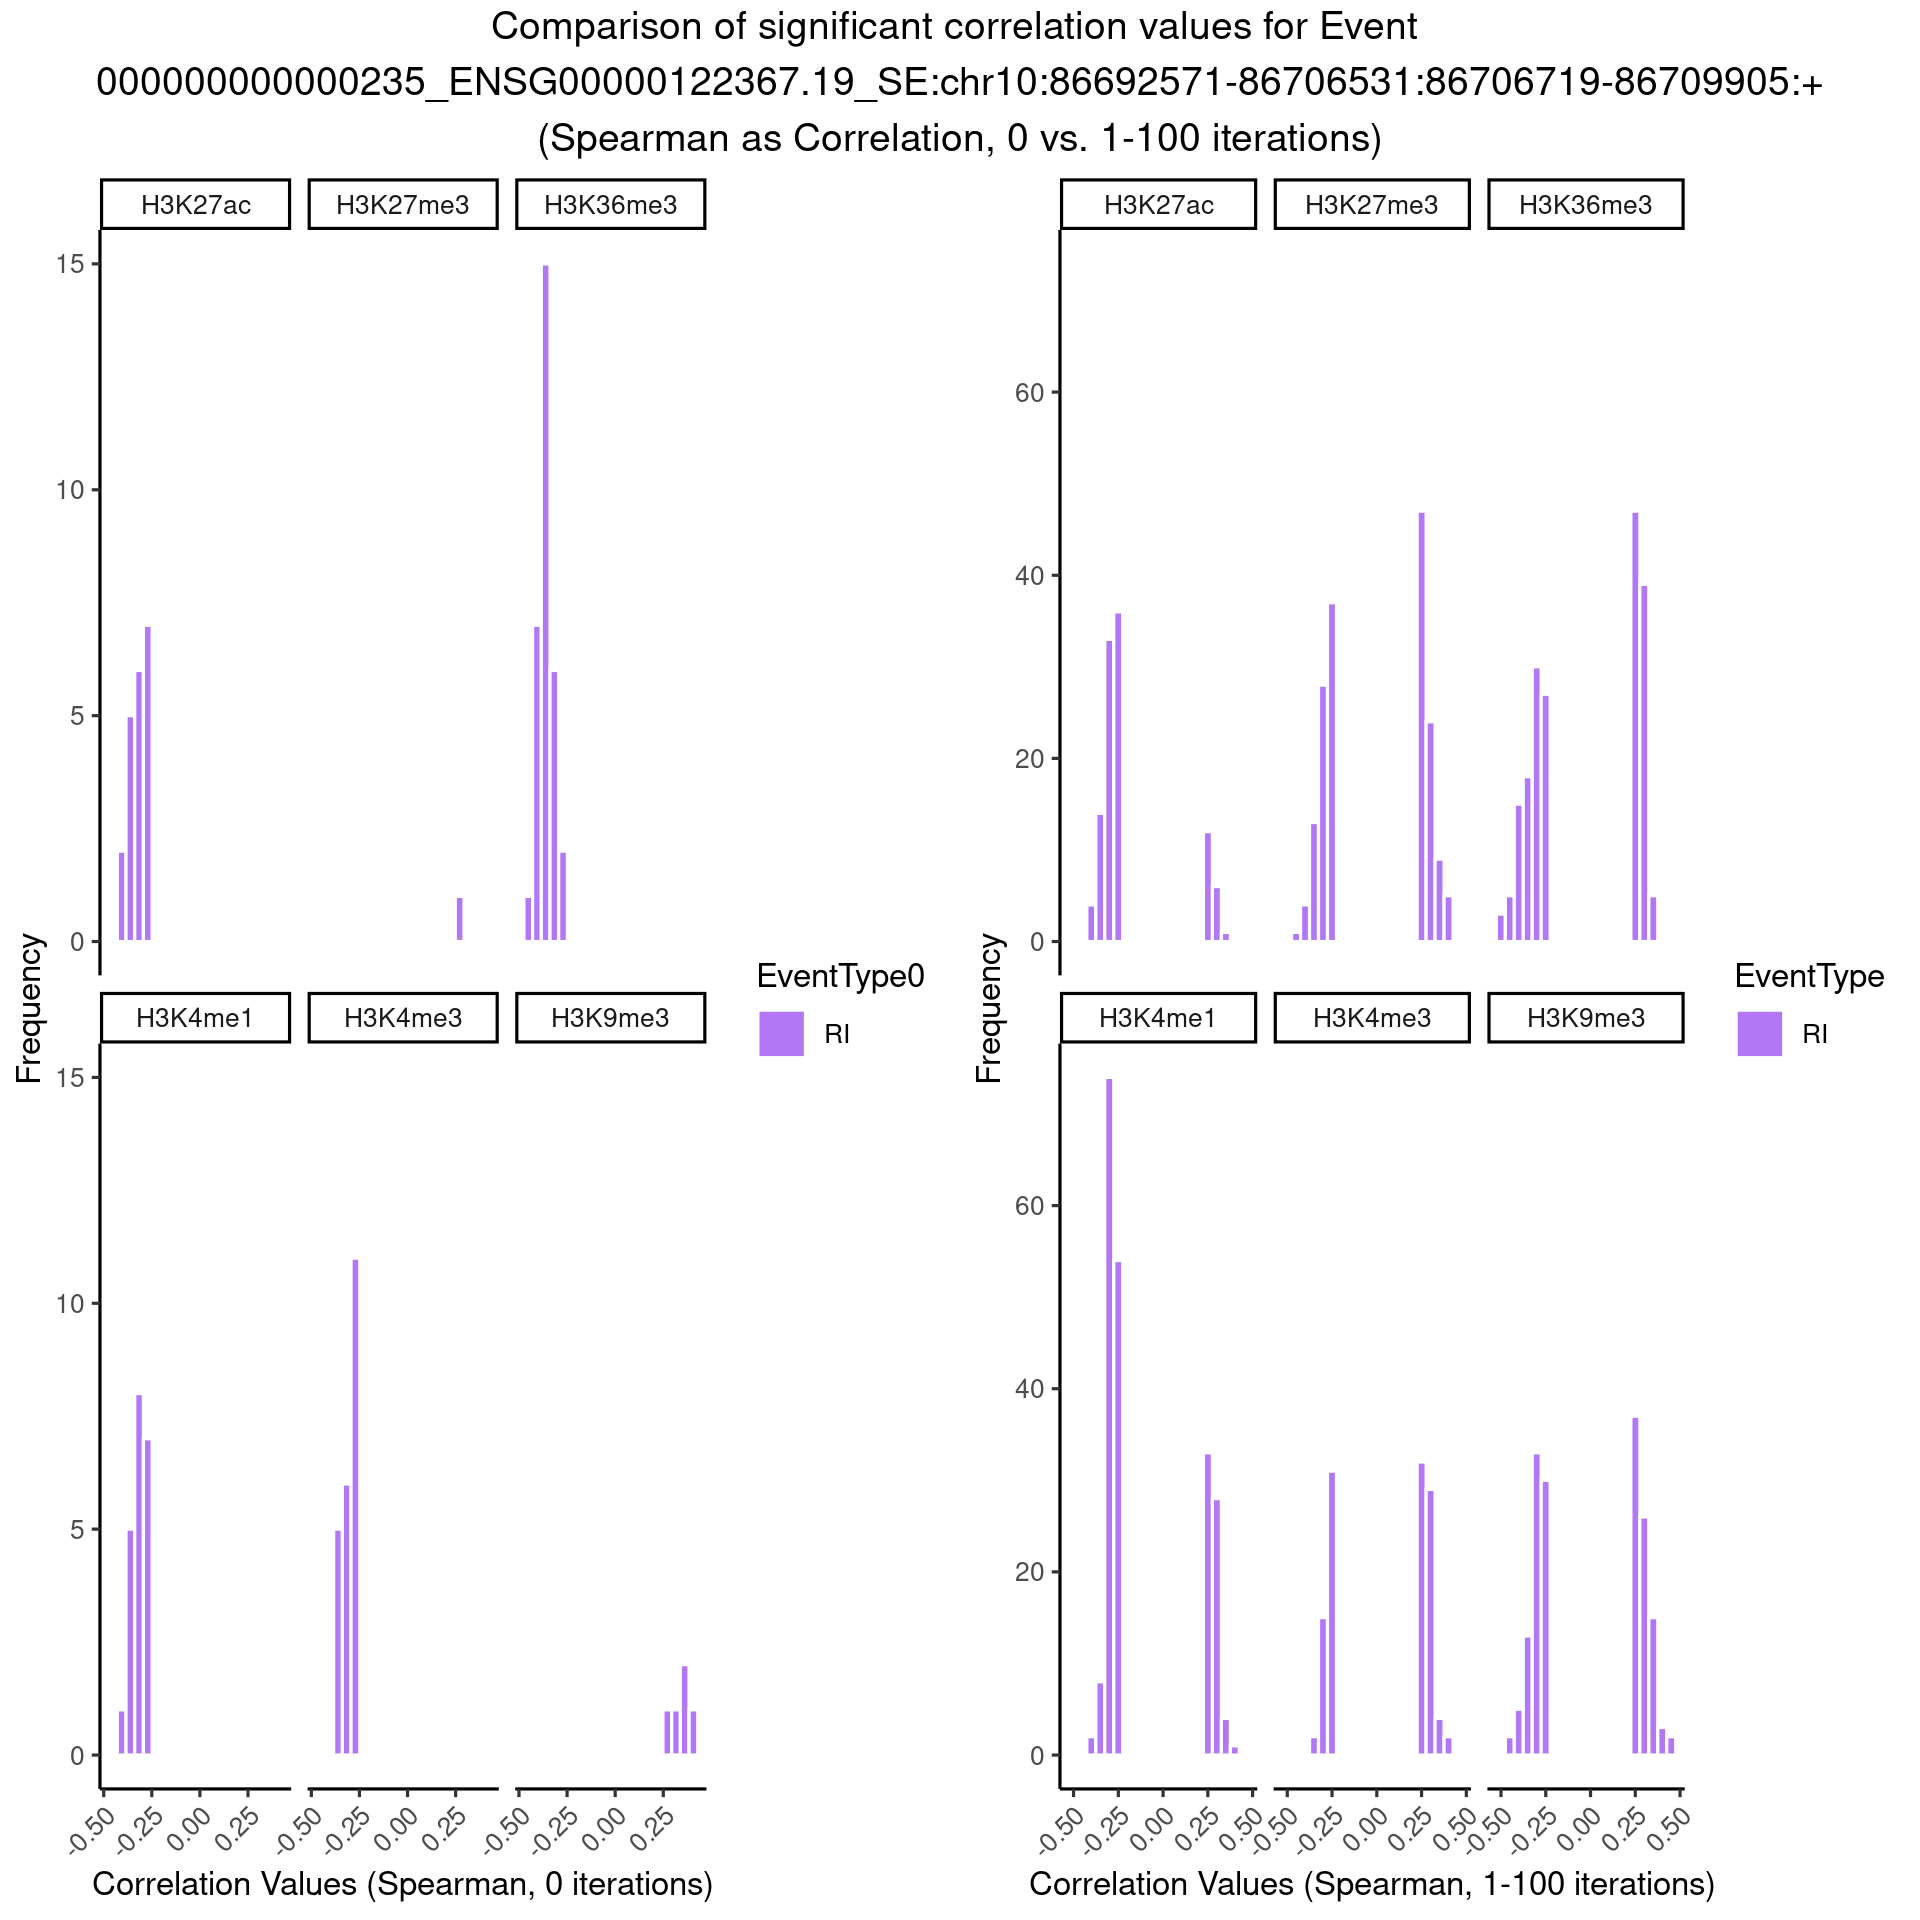 Comparison of significant correlation values for Event
000000000000235_ENSG00000122367.19_SE:chr10:86692571-86706531:86706719-86709905:+
(Spearman as Correlation, 0 vs. 1-100 iterations)
H3K27ac H3K27me3 H3K36me3
15
10
5
0
Frequency
H3K4me1 H3K4me3 H3K9me3
15
10
5
0
-0.50 -0.25 0.00 0.25 -0.50 -0.25 0.00 0.25 -0.50 -0.25 0.00 0.25
Correlation Values (Spearman, 0 iterations)
EventType0
RI
H3K27ac H3K27me3 H3K36me3
60
40
20
0
Frequency
H3K4me1 H3K4me3 H3K9me3
60
40
20
0
-0.50 -0.25 0.00 0.25 0.50 -0.50 -0.25 0.00 0.25 0.50 -0.50 -0.25 0.00 0.25 0.50
Correlation Values (Spearman, 1-100 iterations)
EventType
RI